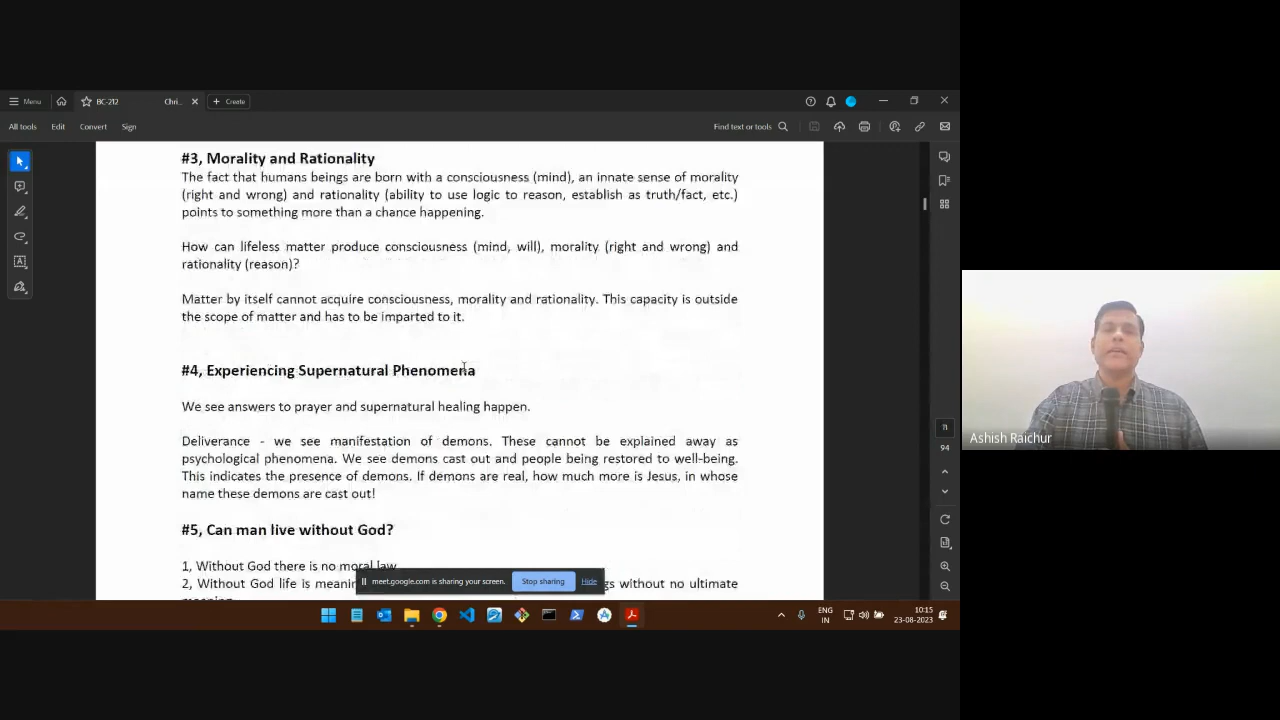 Menu
BC-212
Chri...
Create
All tools
Edit
Convert
Sign
Find text or tools
#3, Morality and Rationality
The fact that humans beings are born with a consciousness (mind), an innate sense of morality
(right and wrong) and rationality (ability to use logic to reason, establish as truth/fact, etc.)
points to something more than a chance happening.
How can lifeless matter produce consciousness (mind, will), morality (right and wrong) and
rationality (reason)?
Matter by itself cannot acquire consciousness, morality and rationality. This capacity is outside
the scope of matter and has to be imparted to it.
#4, Experiencing Supernatural Phenomena
We see answers to prayer and supernatural healing happen.
Deliverance - we see manifestation of demons. These cannot be explained away as
psychological phenomena. We see demons cast out and people being restored to well-being.
This indicates the presence of demons. If demons are real, how much more is Jesus, in whose
name these demons are cast out!
#5, Can man live without God?
1, Without God there is no moral law
2, Without God life is meanin gs without no ultimate
meet.google.com is sharing your screen.
Stop sharing
Hide
11
94
Ashish Raichur
ENG
IN
10:15
23-08-2023